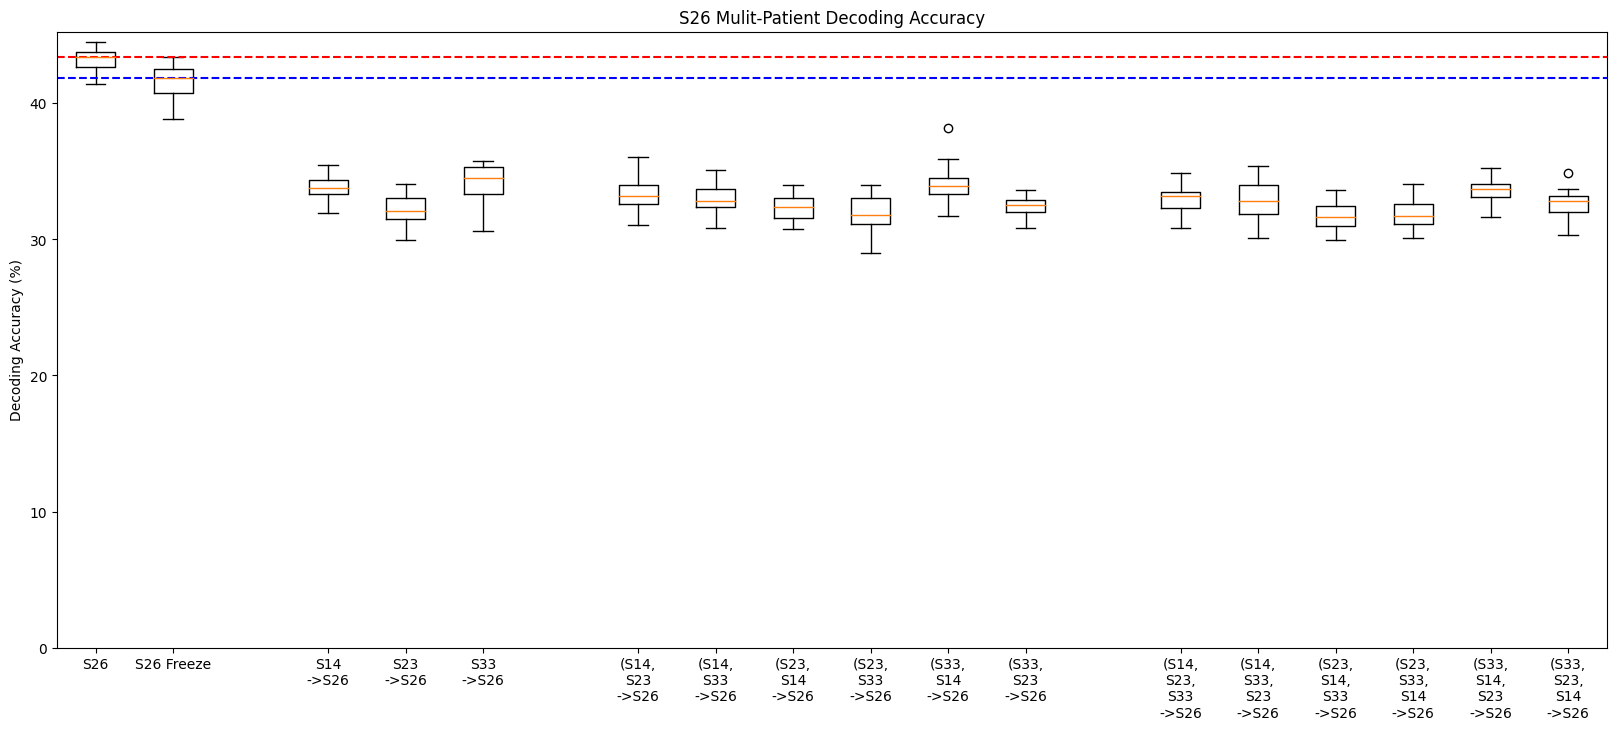 S26 Mulit-Patient Decoding Accuracy
Decoding Accuracy (%)
40
30
20
10
0
S26
S26 Freeze
S14
->S26
S23
->S26
S33
->S26
(S14,
S23
->S26
(S14,
S33
->S26
(S23,
S14
->S26
(S23,
S33
->S26
(S33,
S14
->S26
(S33,
S23
->S26
(S14,
S23,
S33
->S26
(S14,
S33,
S23
->S26
(S23,
S14,
S33
->S26
(S23,
S33,
S14
->S26
(S33,
S14,
S23
->S26
(S33,
S23,
S14
->S26